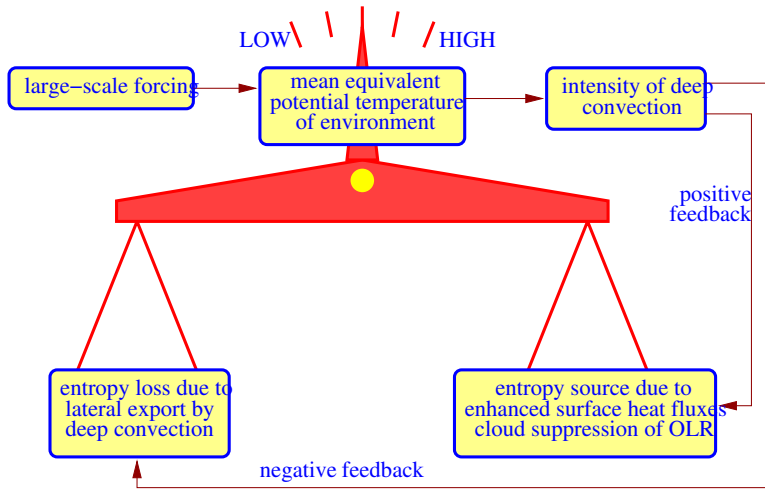 LOW
HIGH
large−scale forcing
mean equivalent
potential temperature
of environment
intensity of deep
convection
positive
feedback
entropy loss due to
lateral export by
deep convection
entropy source due to
enhanced surface heat fluxes
cloud suppression of OLR
negative feedback